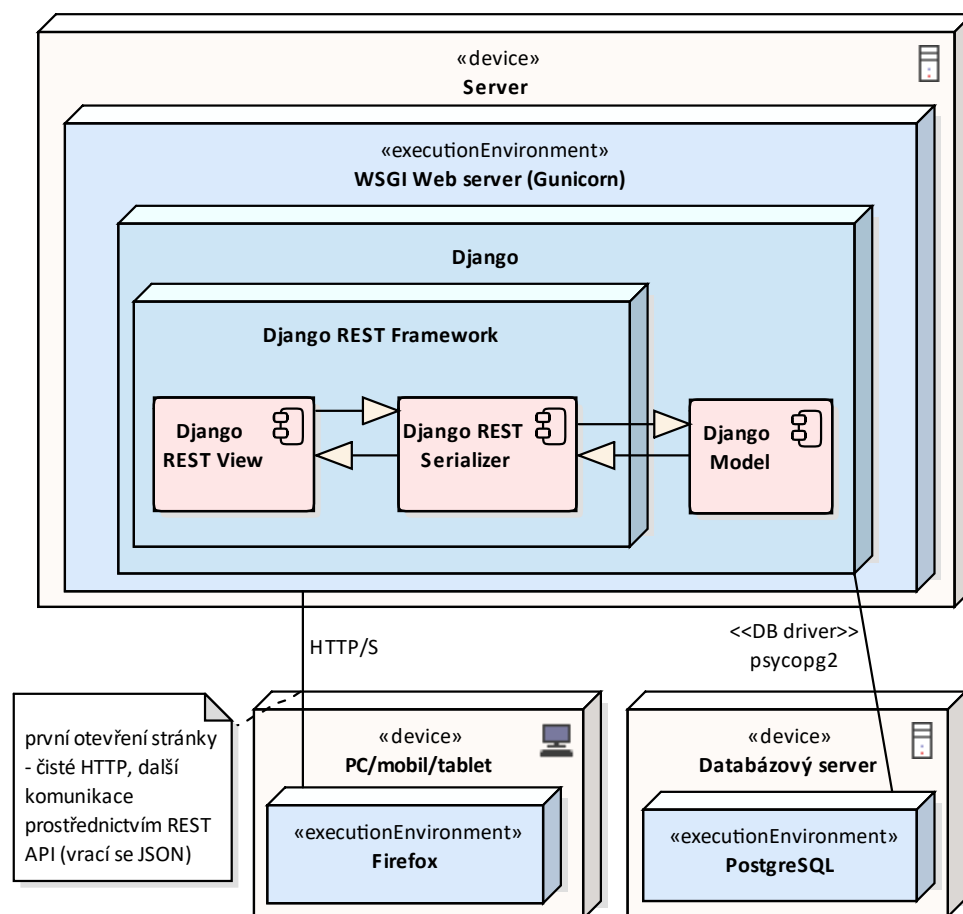 «device»
Server
«executionEnvironment»
WSGI Web server (Gunicorn)
Django
Django REST Framework
Django
REST View
Django REST
Serializer
Django
Model
HTTP/S
<<DB driver>>
psycopg2
první otevření stránky
- čisté HTTP, další
komunikace
prostřednictvím REST
API (vrací se JSON)
«device»
PC/mobil/tablet
«executionEnvironment»
Firefox
«device»
Databázový server
«executionEnvironment»
PostgreSQL